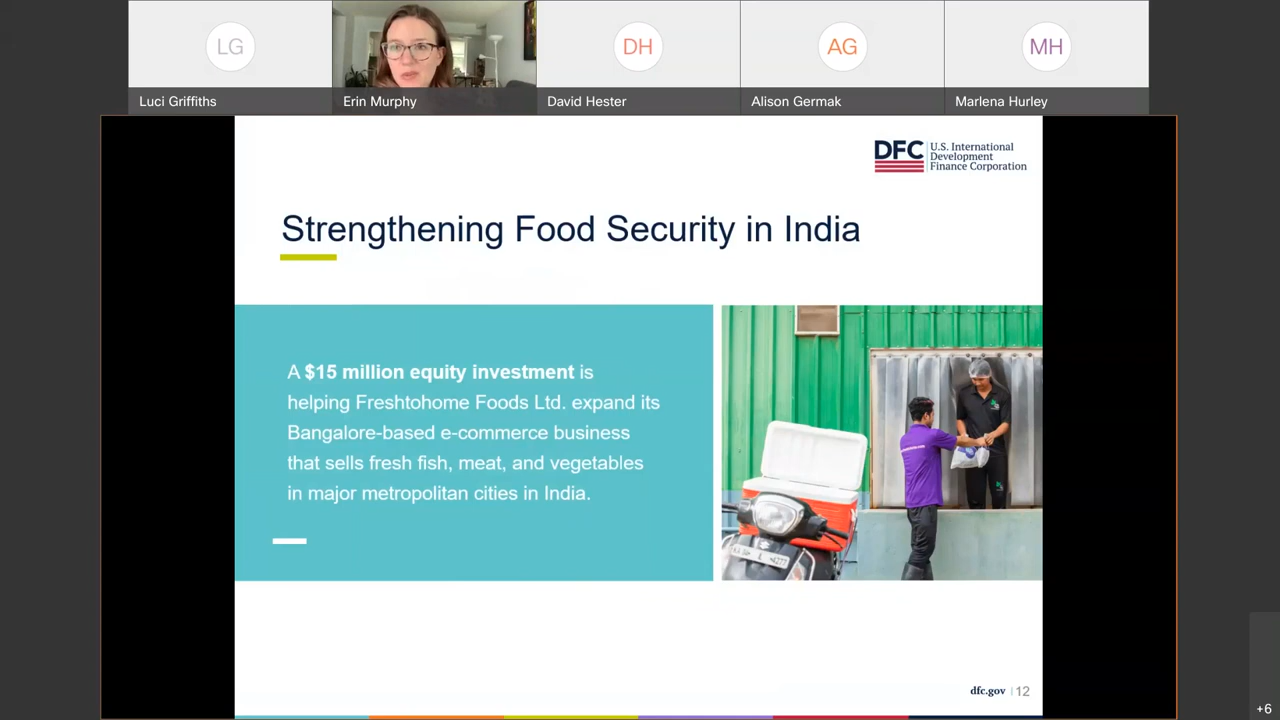 LG
DH
AG
MH
Luci Griffiths
Erin Murphy
David Hester
Alison Germak
Marlena Hurley
DFC
U.S. International
Development
Finance Corporation
Strengthening Food Security in India
A $15 million equity investment is
helping Freshtohome Foods Ltd. expand its
Bangalore-based e-commerce business
that sells fresh fish, meat, and vegetables
in major metropolitan cities in India.
dfc.gov | 12
+6